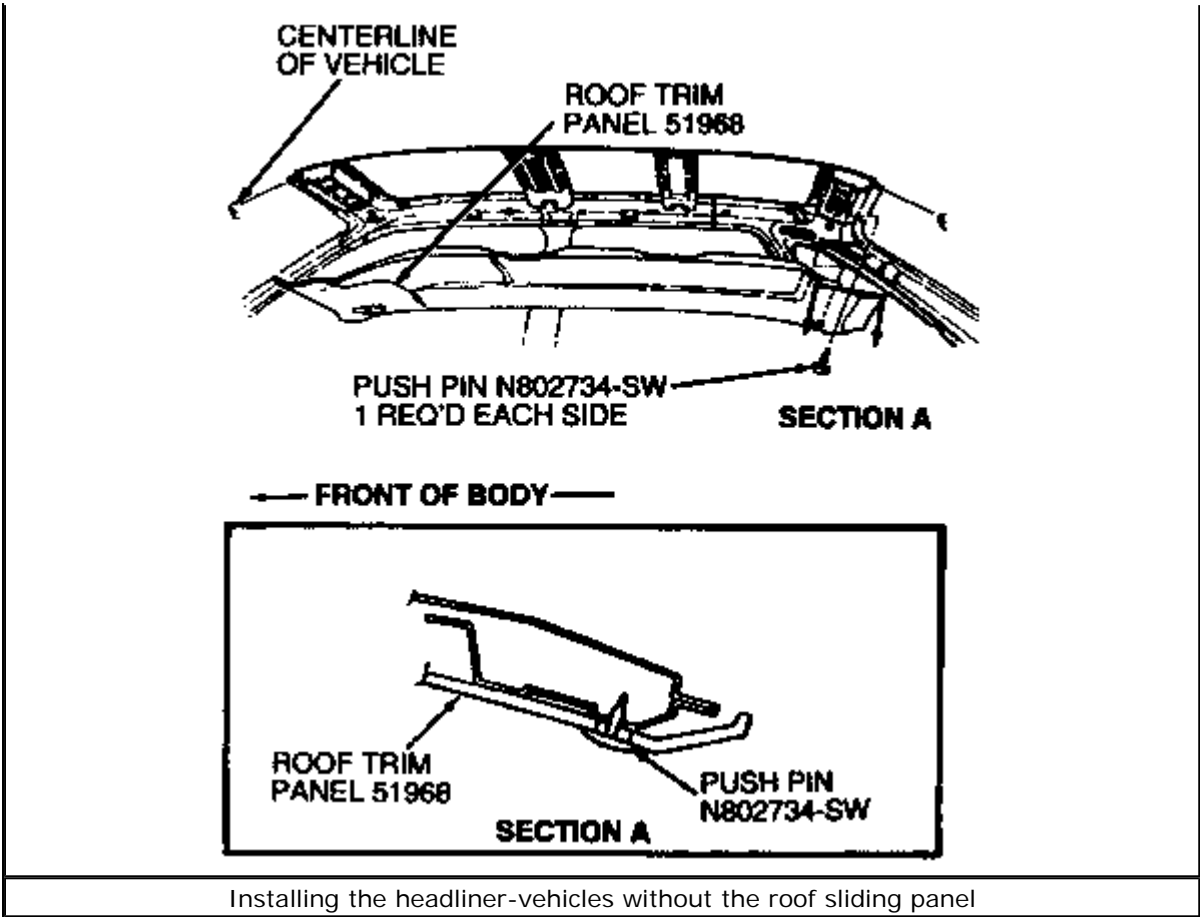 CENTERLINE
OF VEHICLE
ROOF TRIM
PANEL 51968
PUSH PIN N802734-SW
1 REQ'D EACH SIDE
SECTION A
FRONT OF BODY
ROOF TRIM
PANEL 51968
PUSH PIN
N802734-SW
SECTION A
Installing the headliner-vehicles without the roof sliding panel